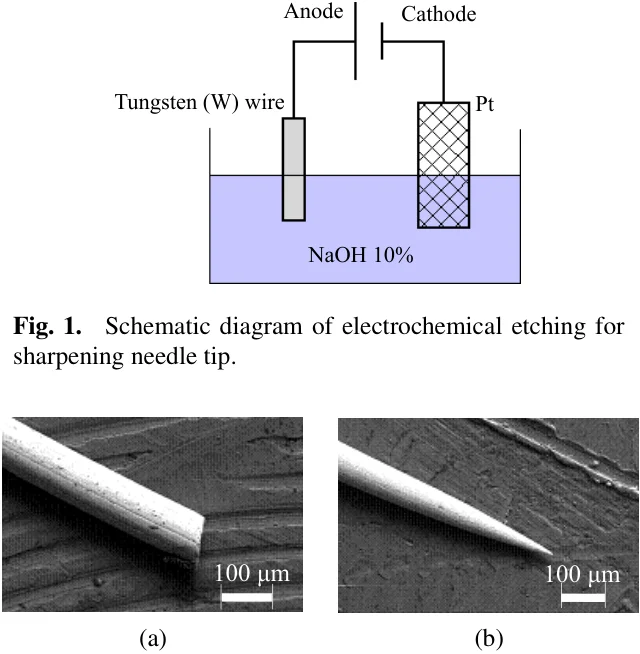 Anode
Cathode
Tungsten (W) wire
Pt
NaOH 10%
Fig. 1. Schematic diagram of electrochemical etching for
sharpening needle tip.
100 μm
100 μm
(a)
(b)